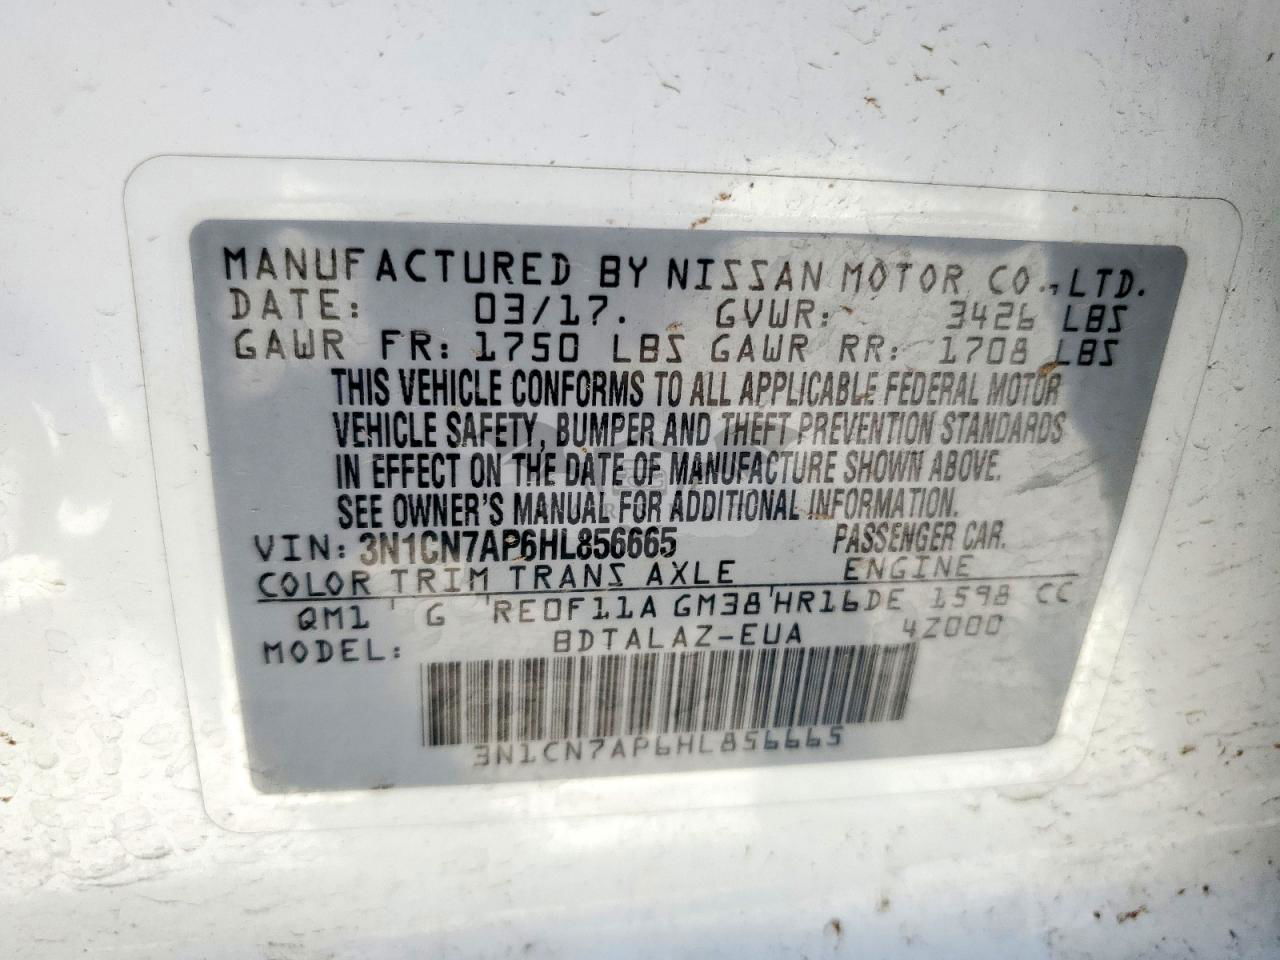 MANUFACTURED BY NISSAN MOTOR CO., LTD.
DATE: 03/17. GVWR: 3426 LBS
GAWR FR: 1750 LBS GAWR RR: 1708 LBS
THIS VEHICLE CONFORMS TO ALL APPLICABLE FEDERAL MOTOR
VEHICLE SAFETY, BUMPER AND THEFT PREVENTION STANDARDS
IN EFFECT ON THE DATE OF MANUFACTURE SHOWN ABOVE.
SEE OWNER'S MANUAL FOR ADDITIONAL INFORMATION.
VIN: 3N1CN7AP6HL856665 PASSENGER CAR.
COLOR TRIM TRANS AXLE ENGINE
QM1 ' G 'RE0F11A GM38'HR16DE 1598 CC
MODEL: BDTALAZ-EUA 4Z000
3N1CN7AP6HL856665